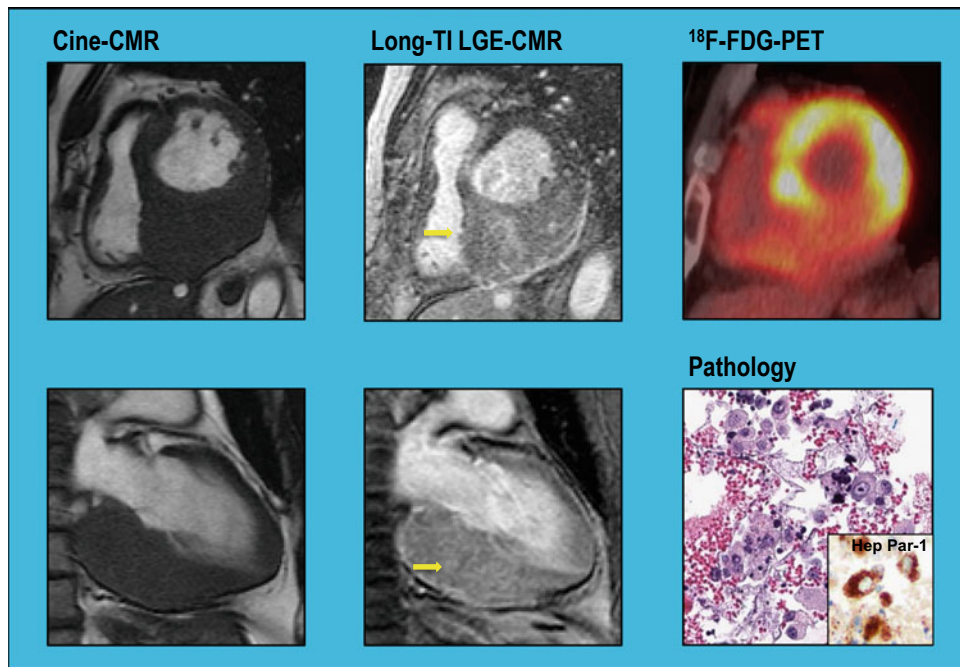 Cine-CMR
Long-TI LGE-CMR
¹⁸F-FDG-PET
Pathology
Hep Par-1